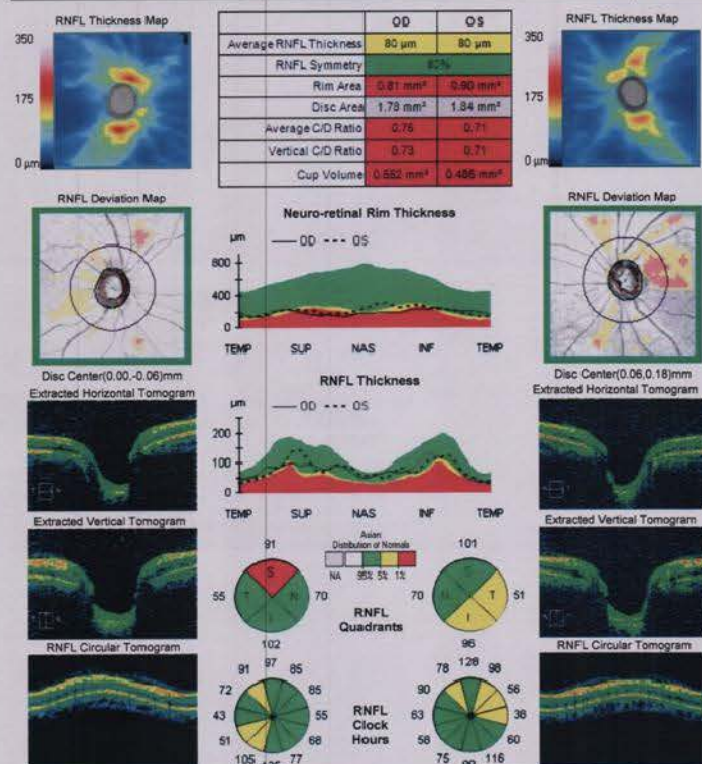 RNFL Thickness Map
350
175
0 µm
OD OS
Average RNFL Thickness 80 µm 80 µm
RNFL Symmetry 82%
Rim Area 0.81 mm² 0.90 mm²
Disc Area 1.78 mm² 1.84 mm²
Average C/D Ratio 0.75 0.71
Vertical C/D Ratio 0.73 0.71
Cup Volume 0.552 mm³ 0.486 mm³
RNFL Thickness Map
350
175
0 µm
RNFL Deviation Map
Disc Center(0.00,-0.06)mm
Neuro-retinal Rim Thickness
µm OD OS
800
400
0
TEMP SUP NAS INF TEMP
RNFL Deviation Map
Disc Center(0.06,0.18)mm
Extracted Horizontal Tomogram
RNFL Thickness
µm OD OS
200
100
0
TEMP SUP NAS INF TEMP
Extracted Horizontal Tomogram
Extracted Vertical Tomogram
91
S
55 T N 70
I
102
Asian
Distribution of Normals
NA 95% 5% 1%
RNFL
Quadrants
101
S
70 N T 51
I
96
Extracted Vertical Tomogram
RNFL Circular Tomogram
97
91 85
72 85
43 55
51 68
105 77
RNFL
Clock
Hours
128
78 98
90 56
63 36
58 60
75 116
RNFL Circular Tomogram